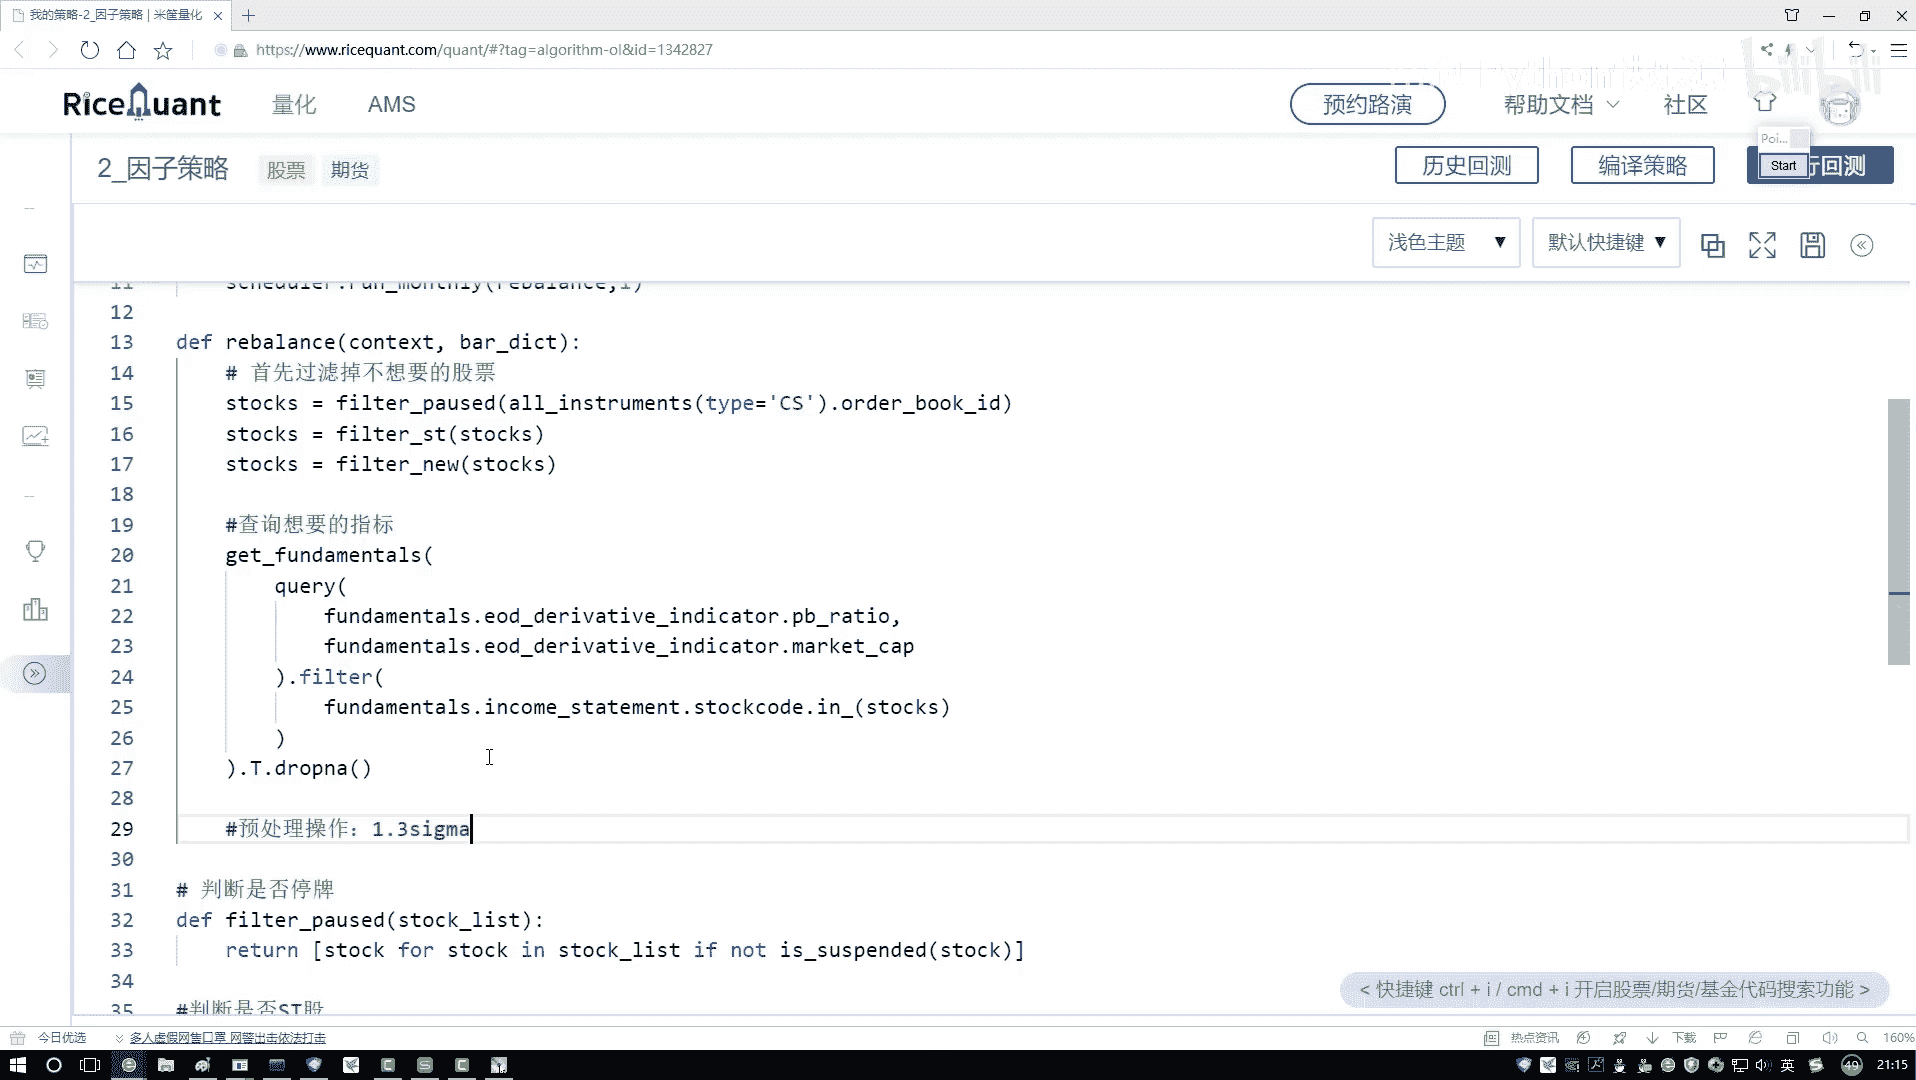 我的策略-2_因子策略 | 米筐量化
https://www.ricequant.com/quant/#?tag=algorithm-ol&id=1342827
RiceQuant 量化 AMS 预约路演 帮助文档 社区
Poi...
2_因子策略 股票 期货 历史回测 编译策略 Start 行回测
浅色主题 ▼ 默认快捷键 ▼
11 scheduler.run_monthly(rebalance,1)
12
13 def rebalance(context, bar_dict):
14 # 首先过滤掉不想要的股票
15 stocks = filter_paused(all_instruments(type='CS').order_book_id)
16 stocks = filter_st(stocks)
17 stocks = filter_new(stocks)
18
19 #查询想要的指标
20 get_fundamentals(
21 query(
22 fundamentals.eod_derivative_indicator.pb_ratio,
23 fundamentals.eod_derivative_indicator.market_cap
24 ).filter(
25 fundamentals.income_statement.stockcode.in_(stocks)
26 )
27 ).T.dropna()
28
29 #预处理操作：1.3sigma
30
31 # 判断是否停牌
32 def filter_paused(stock_list):
33 return [stock for stock in stock_list if not is_suspended(stock)]
34
35 #判断是否ST股
< 快捷键 ctrl + i / cmd + i 开启股票/期货/基金代码搜索功能 >
今日优选 多人虚假网售口罩 网警出击依法打击 热点资讯 下载 160%
英 49 21:15